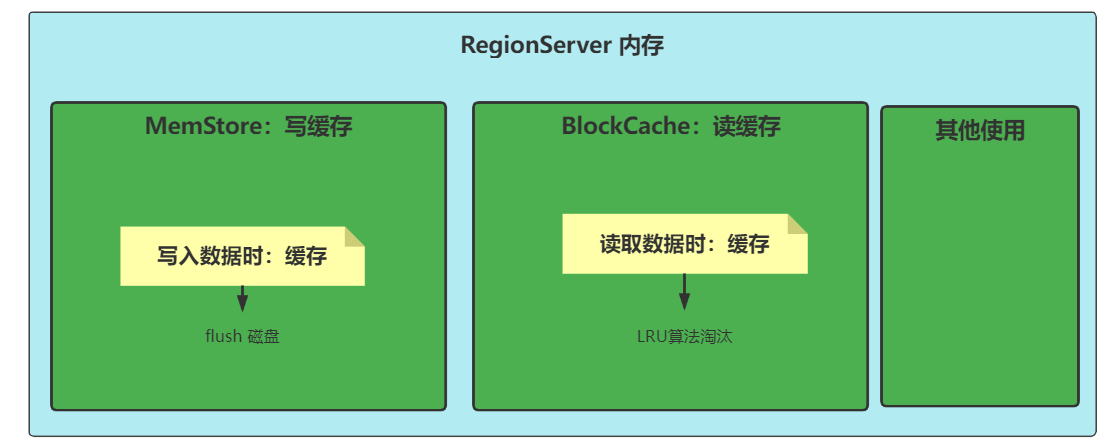 RegionServer 内存
MemStore：写缓存
BlockCache：读缓存
其他使用
写入数据时：缓存
读取数据时：缓存
flush 磁盘
LRU算法淘汰